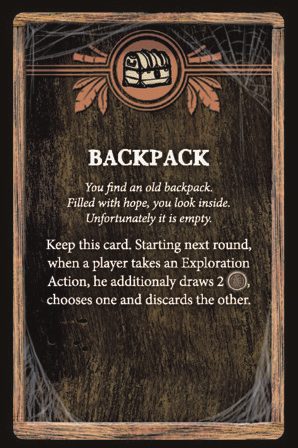 BACKPACK
You find an old backpack.
Filled with hope, you look inside.
Unfortunately it is empty.
Keep this card. Starting next round,
when a player takes an Exploration
Action, he additionaly draws 2 ,
chooses one and discards the other.